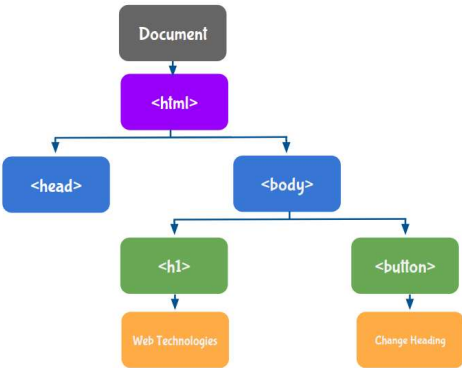 Document
<html>
<head>
<body>
<h1>
<button>
Web Technologies
Change Heading